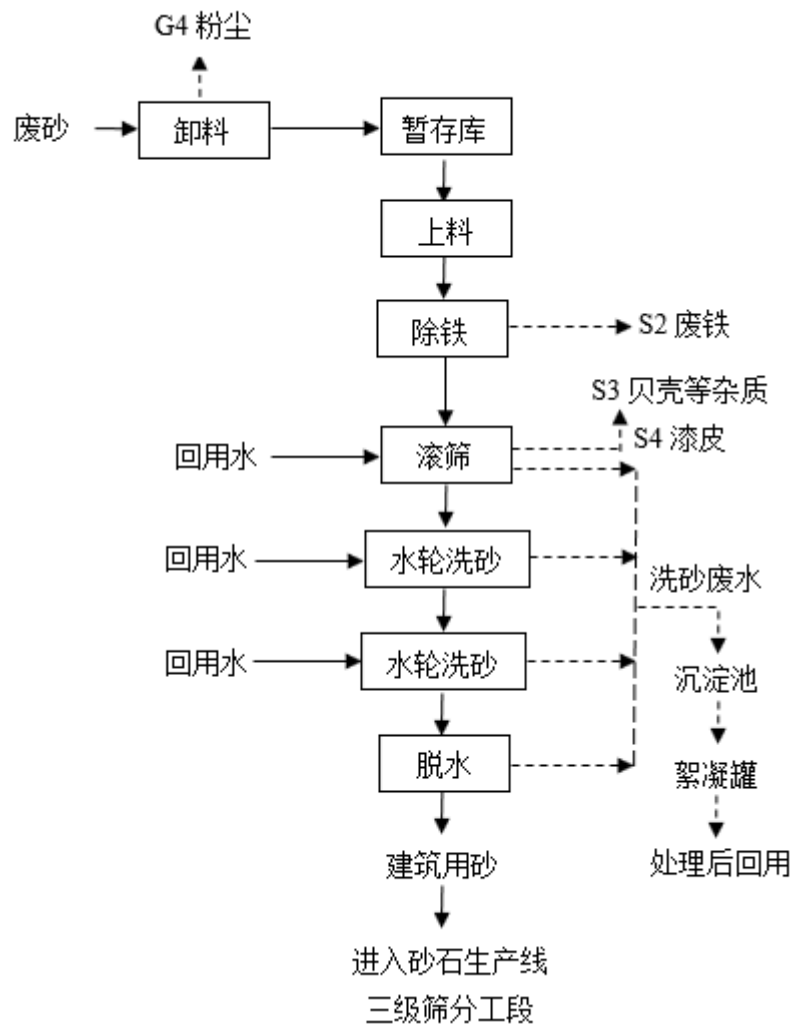 G4 粉尘
废砂
卸料
暂存库
上料
除铁
S2 废铁
S3 贝壳等杂质
S4 漆皮
回用水
滚筛
回用水
水轮洗砂
洗砂废水
回用水
水轮洗砂
沉淀池
脱水
絮凝罐
建筑用砂
处理后回用
进入砂石生产线
三级筛分工段